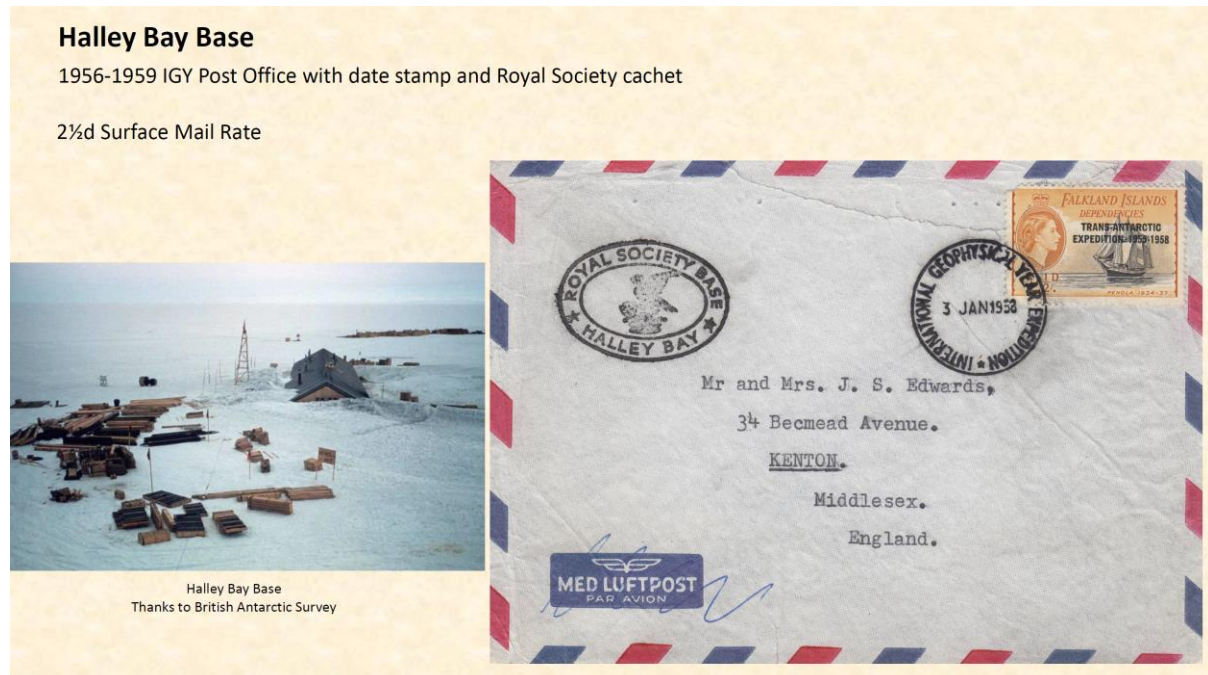 Halley Bay Base
1956-1959 IGY Post Office with date stamp and Royal Society cachet
2½d Surface Mail Rate
Halley Bay Base
Thanks to British Antarctic Survey
FALKLAND ISLANDS
DEPENDENCIES
TRANS-ANTARCTIC
EXPEDITION 1955-1958
PENOLA 1934-37
ROYAL SOCIETY BASE
★ HALLEY BAY ★
INTERNATIONAL GEOPHYSICAL YEAR EXPEDITION ★
3 JAN 1958
Mr and Mrs. J. S. Edwards,
34 Becmead Avenue.
KENTON.
Middlesex.
England.
MED LUFTPOST
PAR AVION